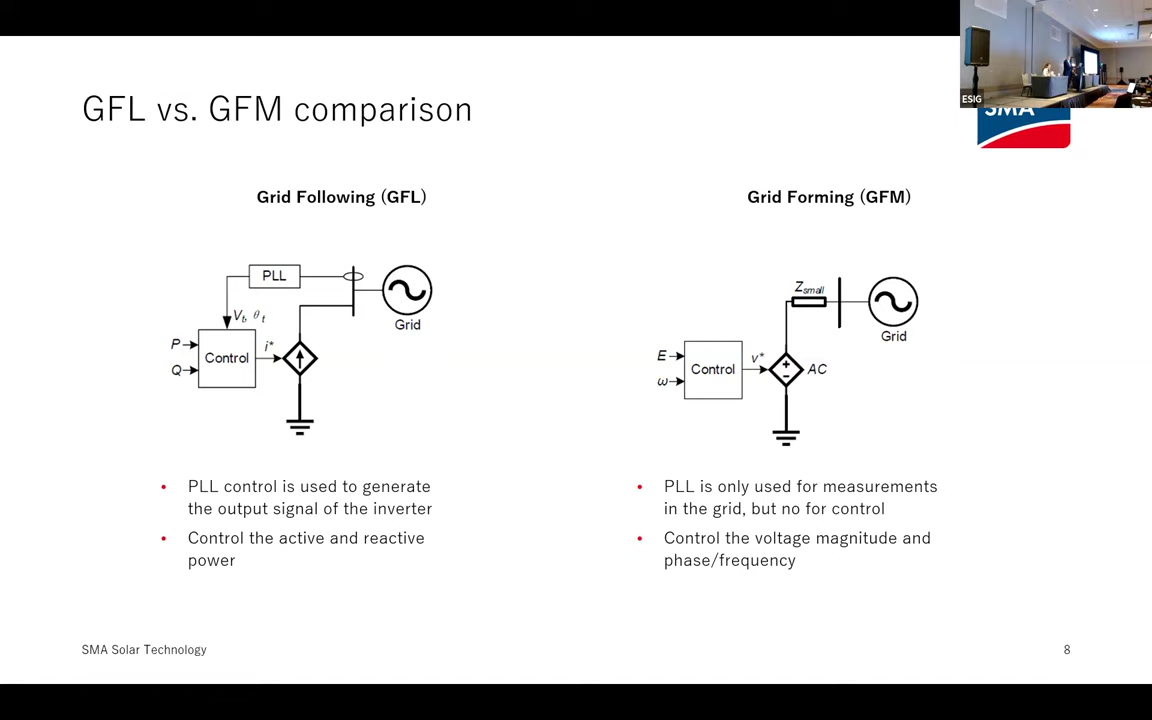 ESIG
SMA
GFL vs. GFM comparison
Grid Following (GFL)
PLL
Vt, θt
P
Q
Control
i*
Grid
• PLL control is used to generate
the output signal of the inverter
• Control the active and reactive
power
Grid Forming (GFM)
Zsmall
E
ω
Control
v*
AC
Grid
• PLL is only used for measurements
in the grid, but no for control
• Control the voltage magnitude and
phase/frequency
SMA Solar Technology
8